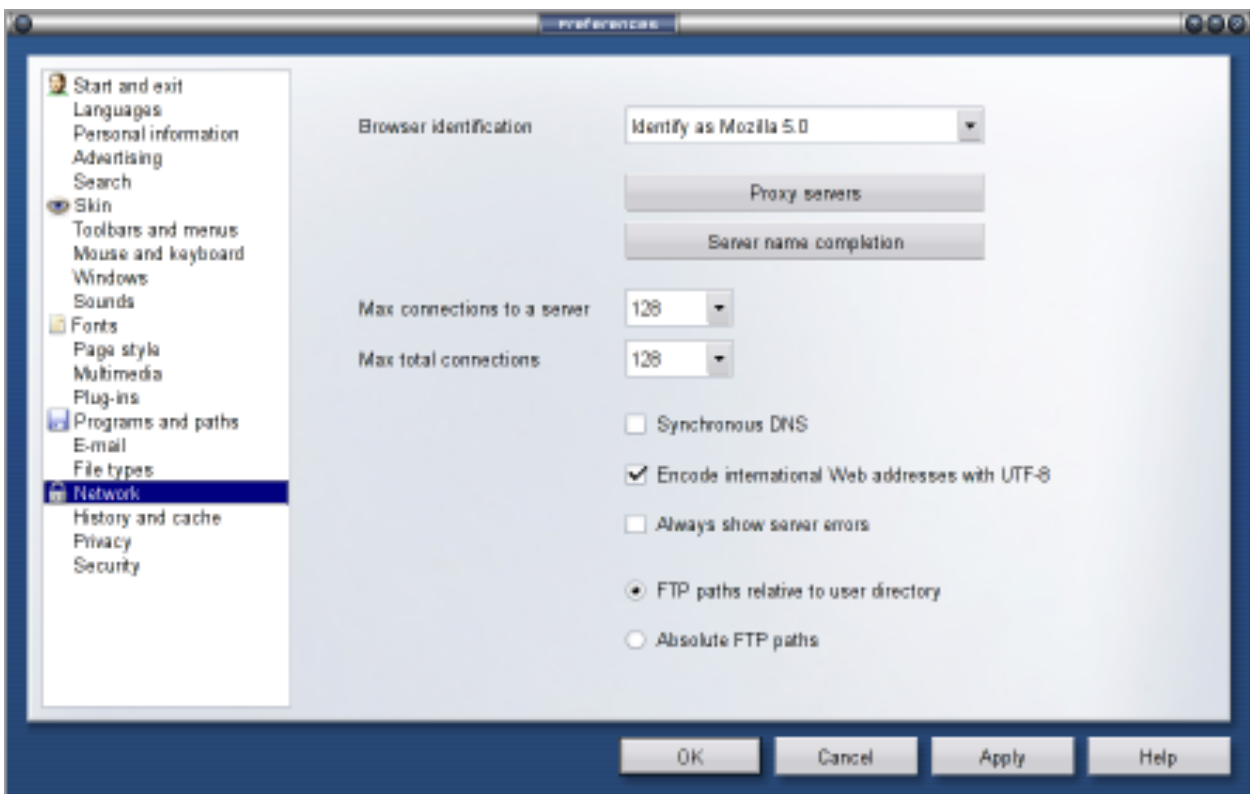 Preferences
Start and exit
Languages
Personal information
Advertising
Search
Skin
Toolbars and menus
Mouse and keyboard
Windows
Sounds
Fonts
Page style
Multimedia
Plug-ins
Programs and paths
E-mail
File types
Network
History and cache
Privacy
Security
Browser identification
Identify as Mozilla 5.0
Proxy servers
Server name completion
Max connections to a server 128
Max total connections 128
Synchronous DNS
Encode international Web addresses with UTF-8
Always show server errors
FTP paths relative to user directory
Absolute FTP paths
OK Cancel Apply Help